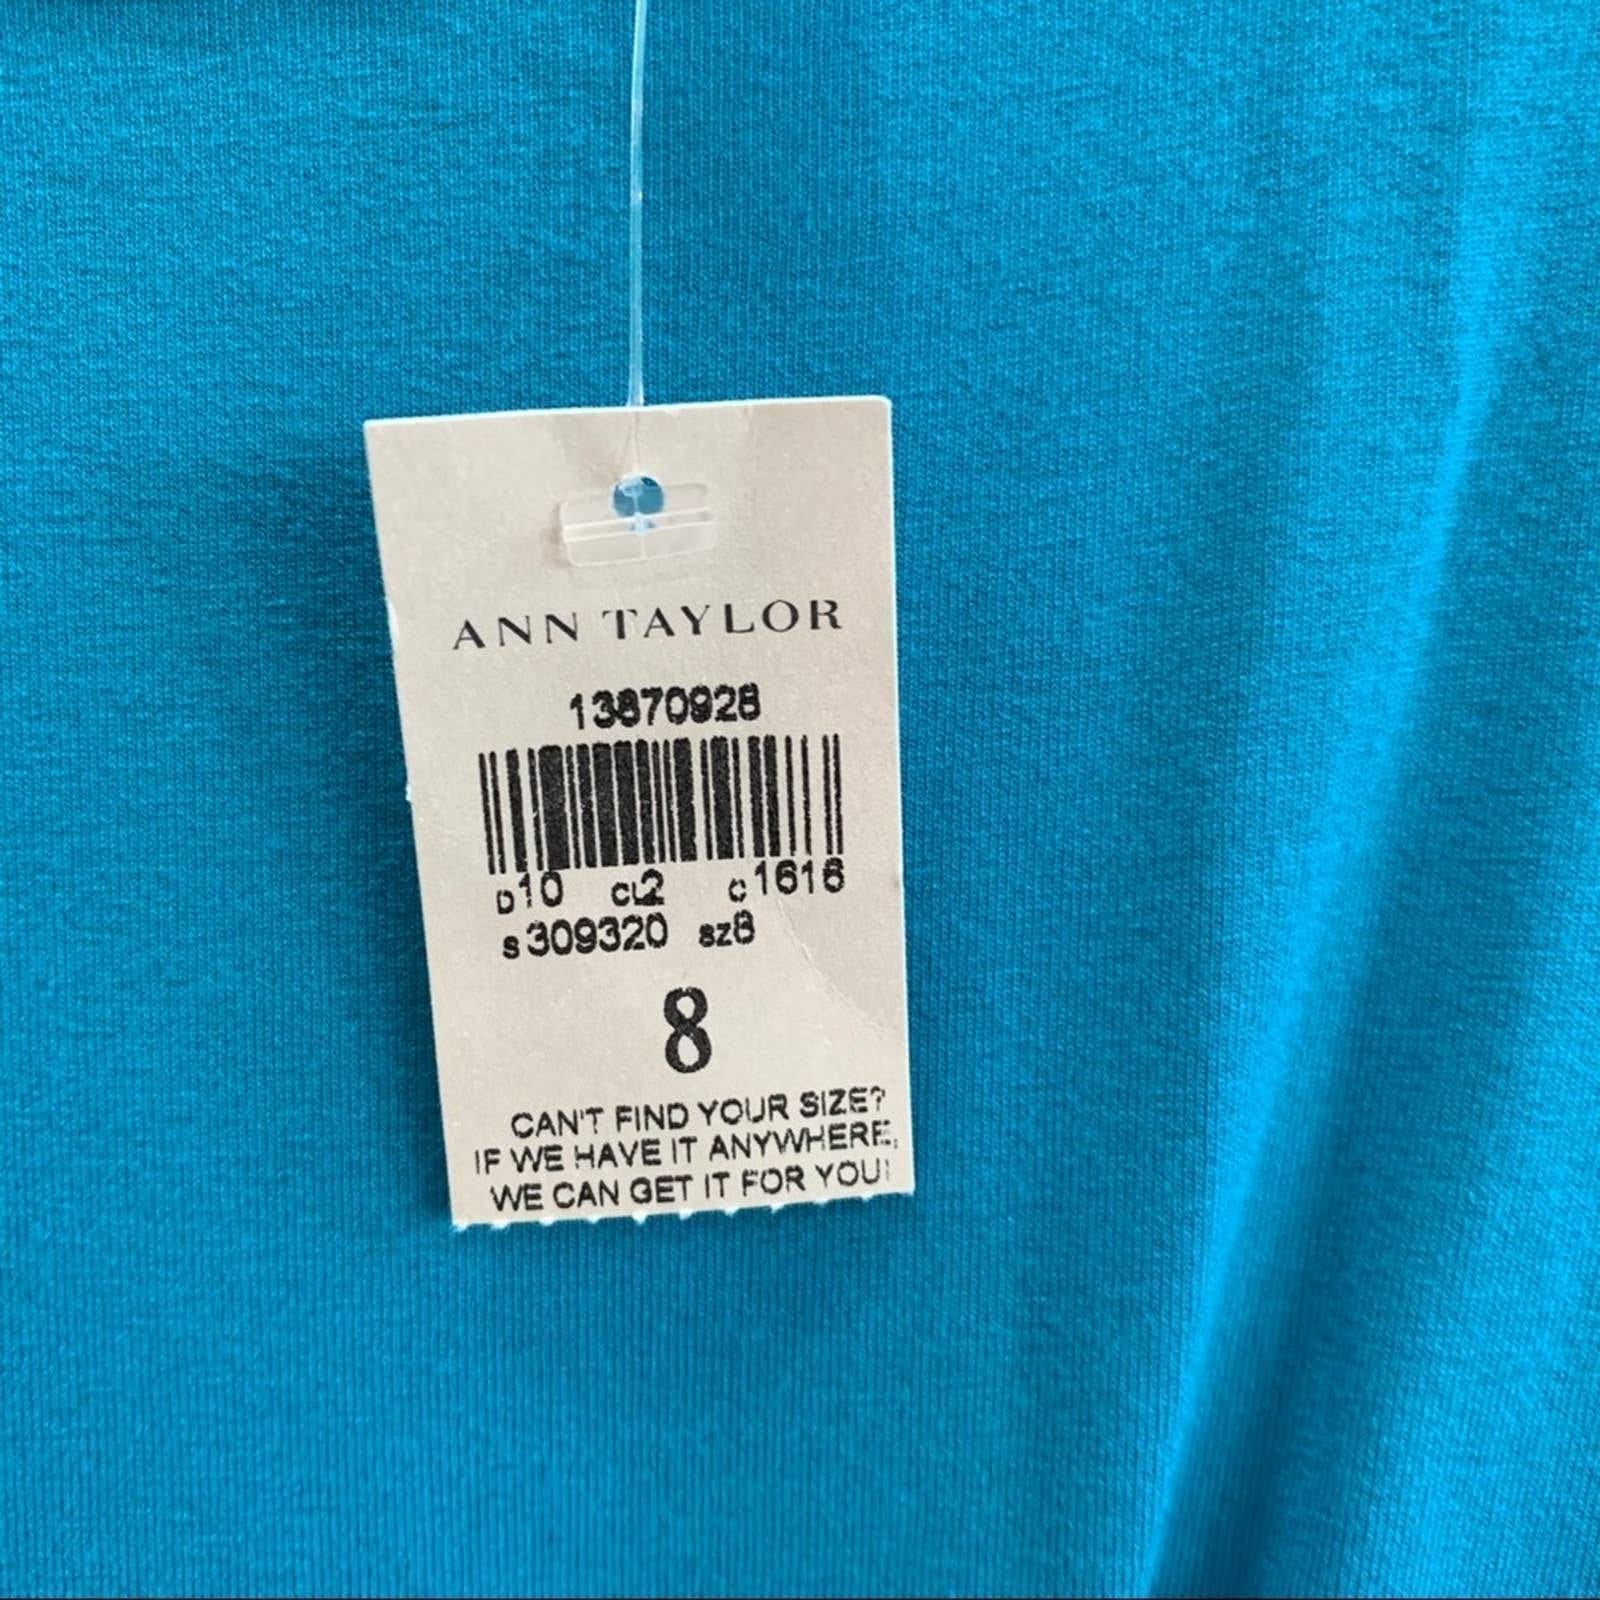 ANN TAYLOR
13870928
D10 CL2 C1616
S309320 SZ8
8
CAN'T FIND YOUR SIZE?
IF WE HAVE IT ANYWHERE,
WE CAN GET IT FOR YOU!